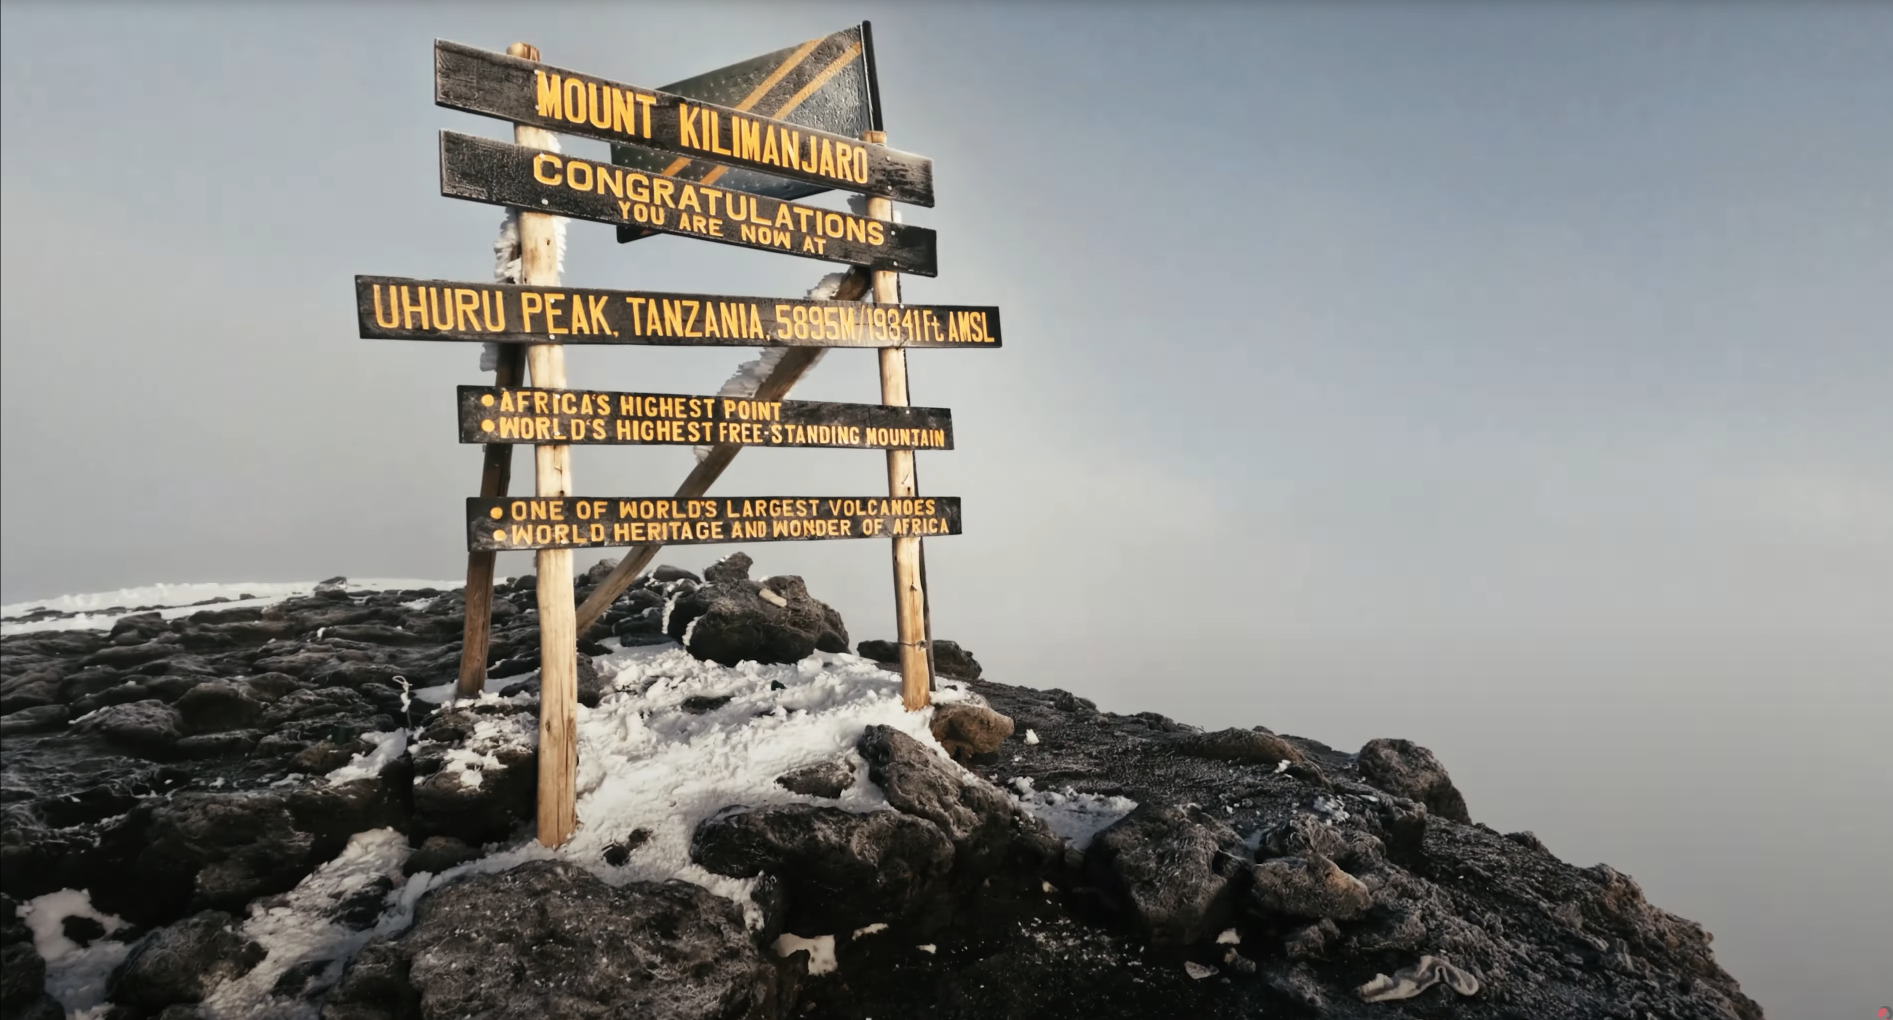 MOUNT KILIMANJARO
CONGRATULATIONS
YOU ARE NOW AT
UHURU PEAK, TANZANIA, 5895M/19341Ft AMSL
• AFRICA'S HIGHEST POINT
• WORLD'S HIGHEST FREE-STANDING MOUNTAIN
• ONE OF WORLD'S LARGEST VOLCANOES
• WORLD HERITAGE AND WONDER OF AFRICA